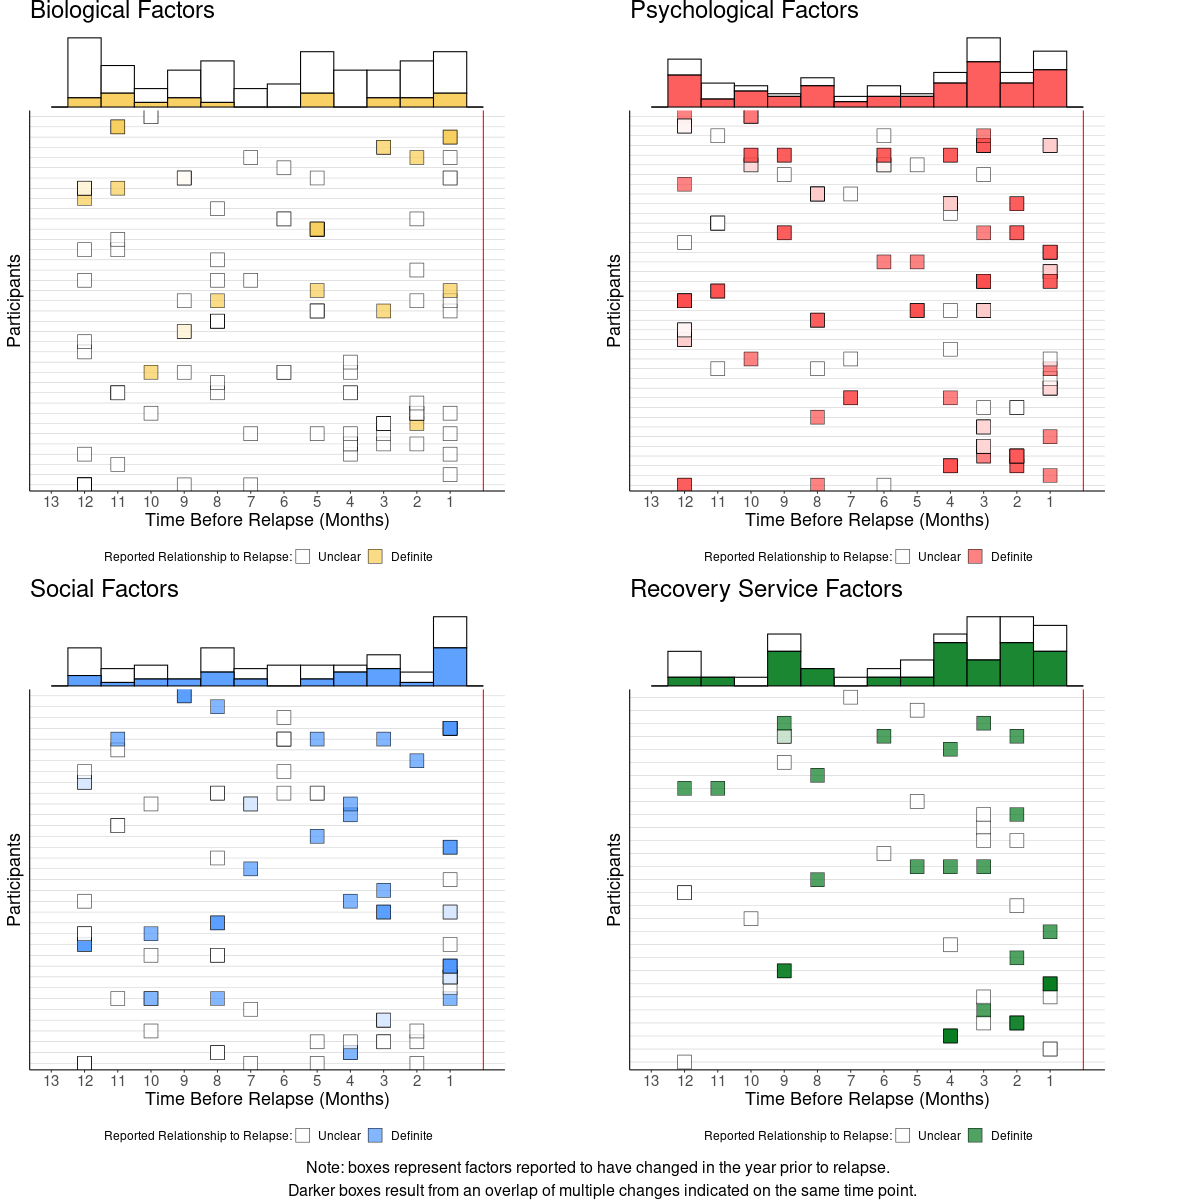 Biological Factors
Participants
13 12 11 10 9 8 7 6 5 4 3 2 1
Time Before Relapse (Months)
Reported Relationship to Relapse: Unclear Definite
Psychological Factors
Participants
13 12 11 10 9 8 7 6 5 4 3 2 1
Time Before Relapse (Months)
Reported Relationship to Relapse: Unclear Definite
Social Factors
Participants
13 12 11 10 9 8 7 6 5 4 3 2 1
Time Before Relapse (Months)
Reported Relationship to Relapse: Unclear Definite
Recovery Service Factors
Participants
13 12 11 10 9 8 7 6 5 4 3 2 1
Time Before Relapse (Months)
Reported Relationship to Relapse: Unclear Definite
Note: boxes represent factors reported to have changed in the year prior to relapse.
Darker boxes result from an overlap of multiple changes indicated on the same time point.